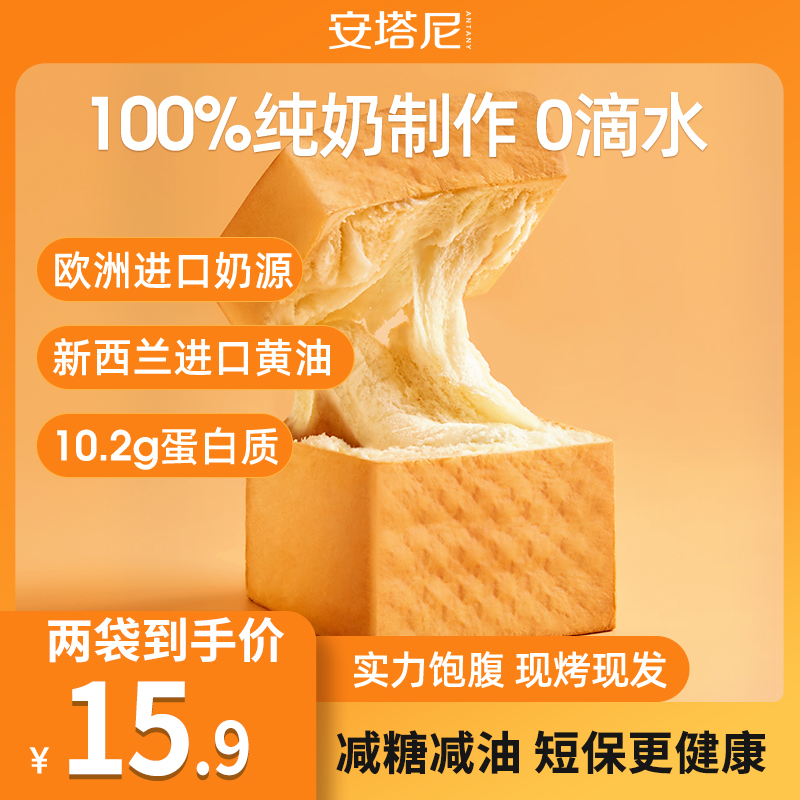 安塔尼 ANTANY
100%纯奶制作 0滴水
欧洲进口奶源
新西兰进口黄油
10.2g蛋白质
两袋到手价
¥15.9
实力饱腹 现烤现发
减糖减油 短保更健康